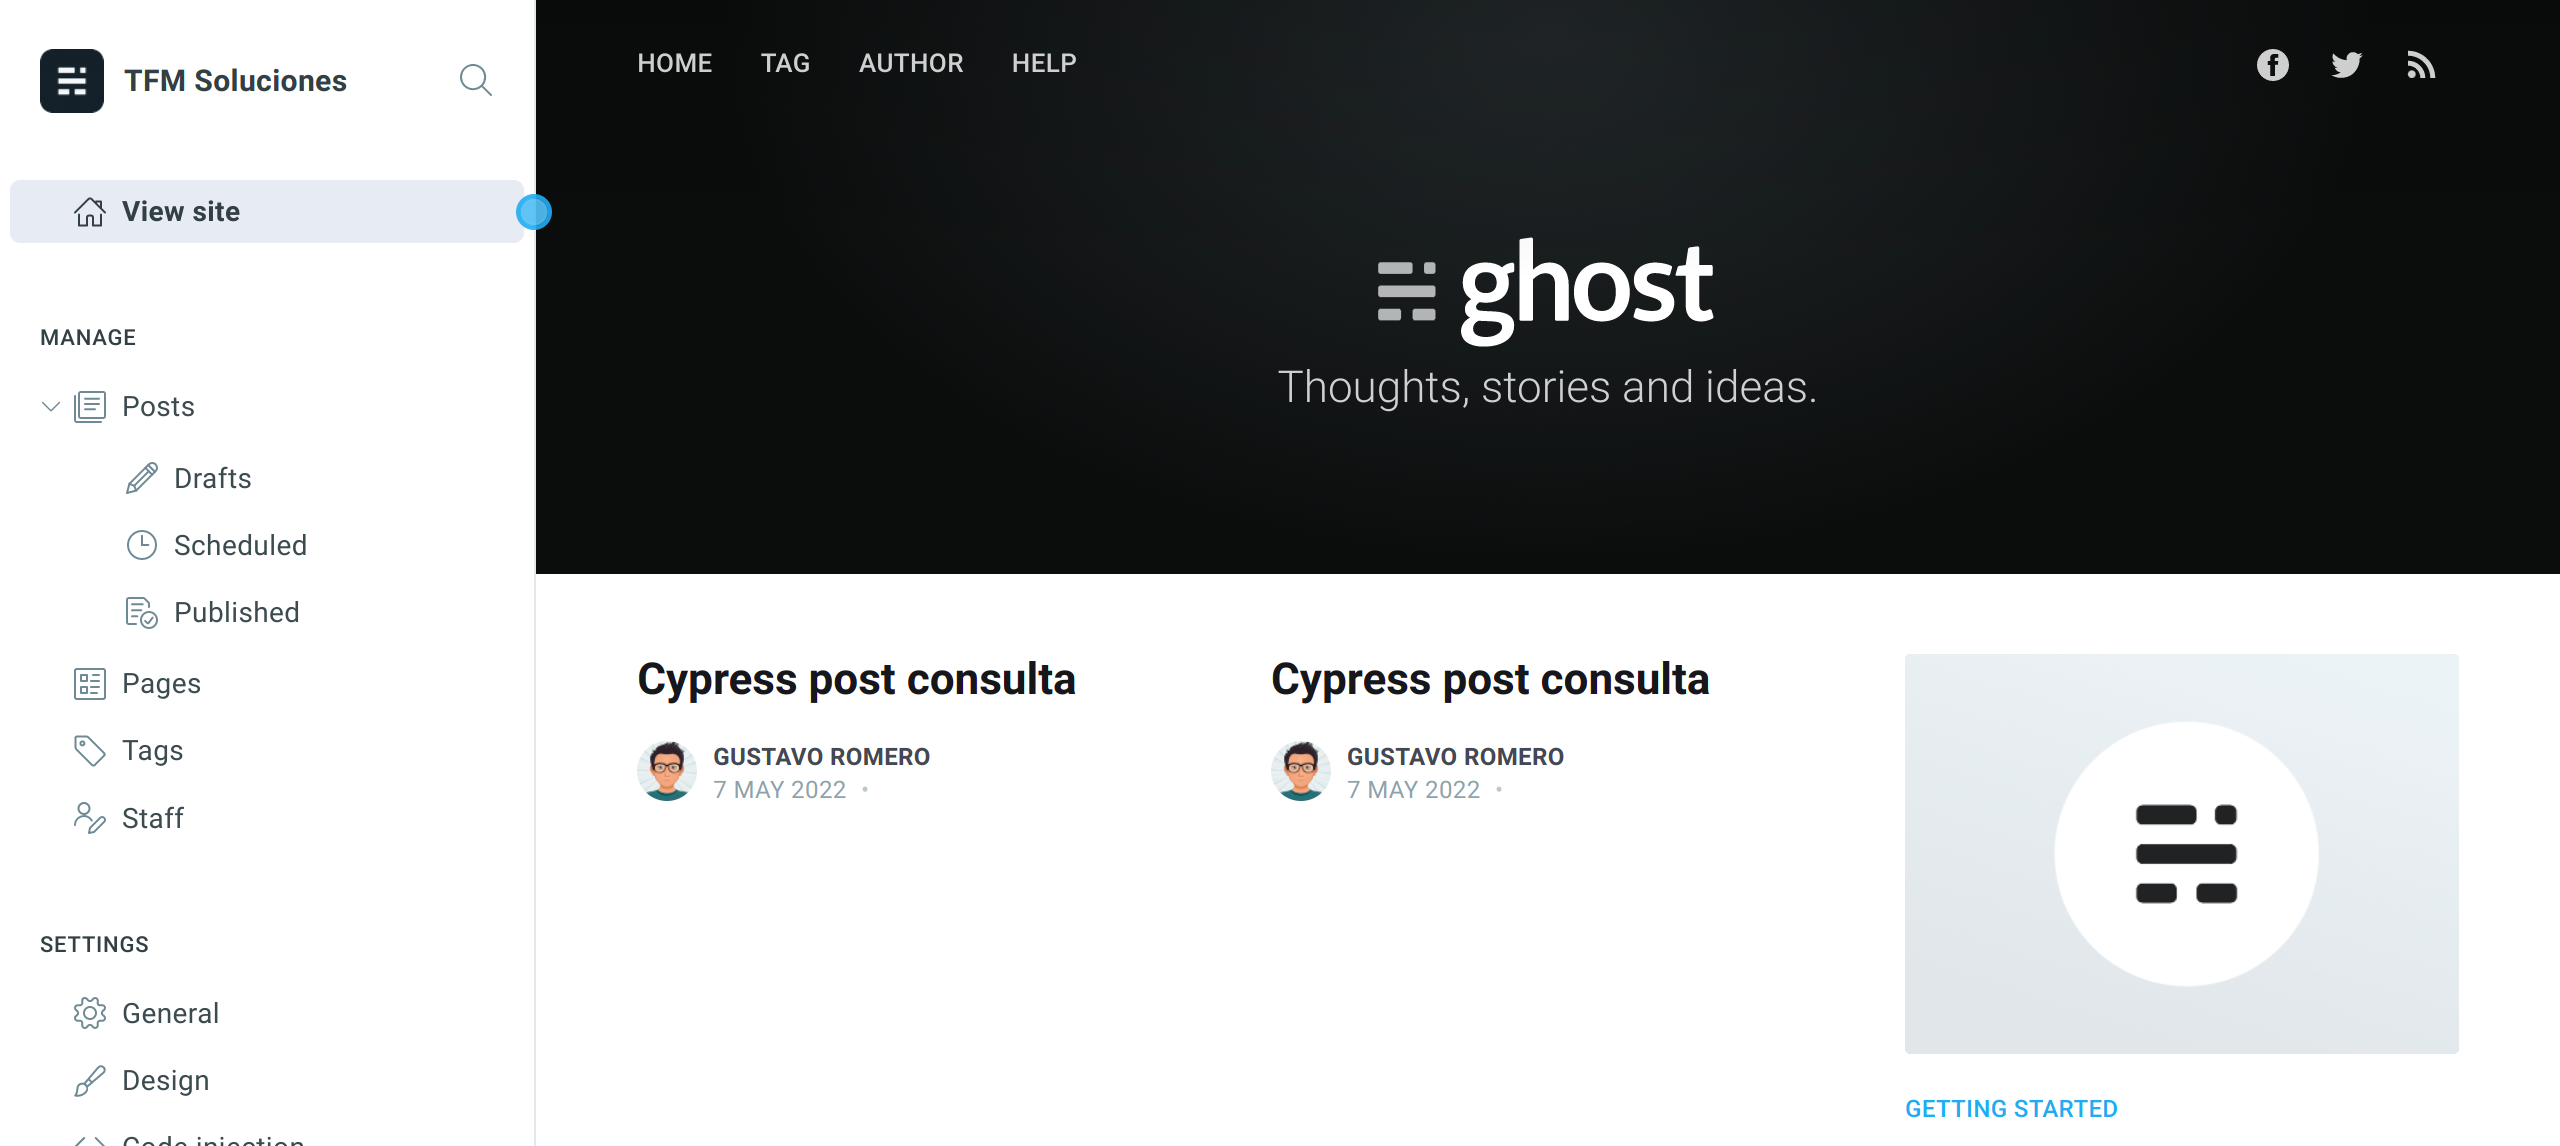 TFM Soluciones
View site
MANAGE
Posts
Drafts
Scheduled
Published
Pages
Tags
Staff
SETTINGS
General
Design
Code injection
HOME TAG AUTHOR HELP
ghost
Thoughts, stories and ideas.
Cypress post consulta
GUSTAVO ROMERO
7 MAY 2022 •
Cypress post consulta
GUSTAVO ROMERO
7 MAY 2022 •
GETTING STARTED